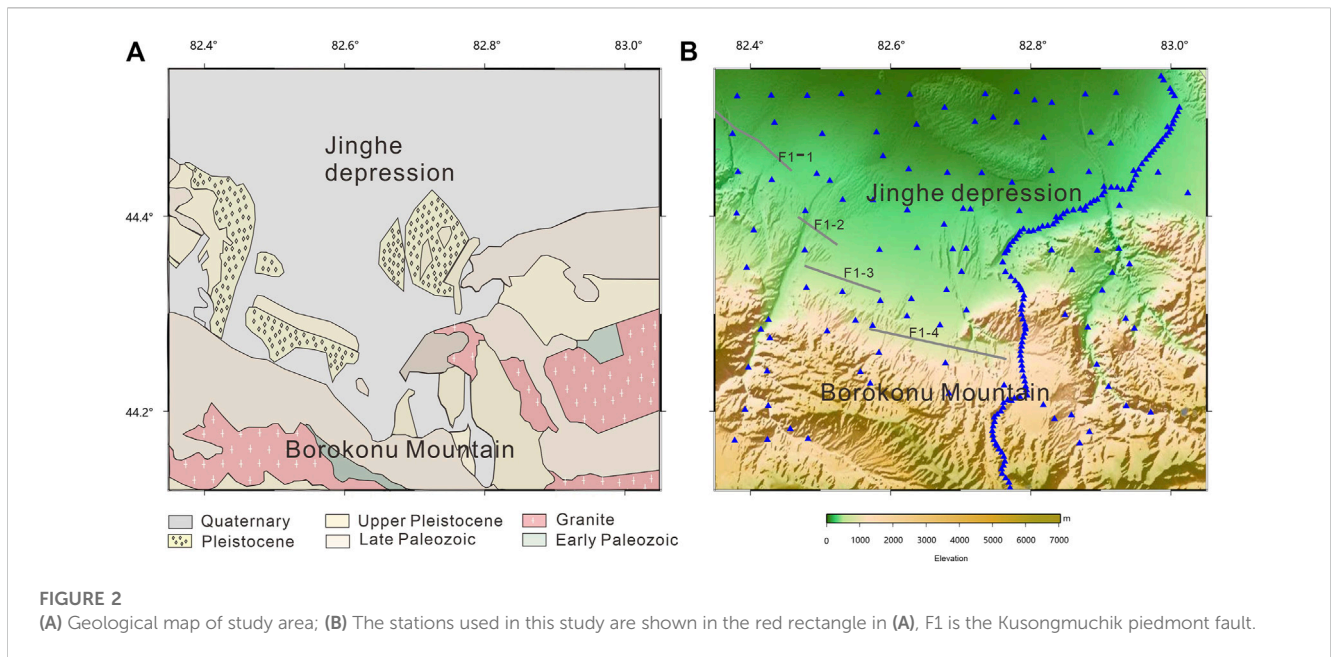 A
82.4°
82.6°
82.8°
83.0°
44.4°
44.2°
Jinghe
depression
Borokonu Mountain
Quaternary
Upper Pleistocene
Granite
Pleistocene
Late Paleozoic
Early Paleozoic
B
82.4°
82.6°
82.8°
83.0°
F1-1
Jinghe depression
F1-2
F1-3
F1-4
Borokonu Mountain
m
0 1000 2000 3000 4000 5000 6000 7000
Elevation
FIGURE 2
(A) Geological map of study area; (B) The stations used in this study are shown in the red rectangle in (A), F1 is the Kusongmuchik piedmont fault.